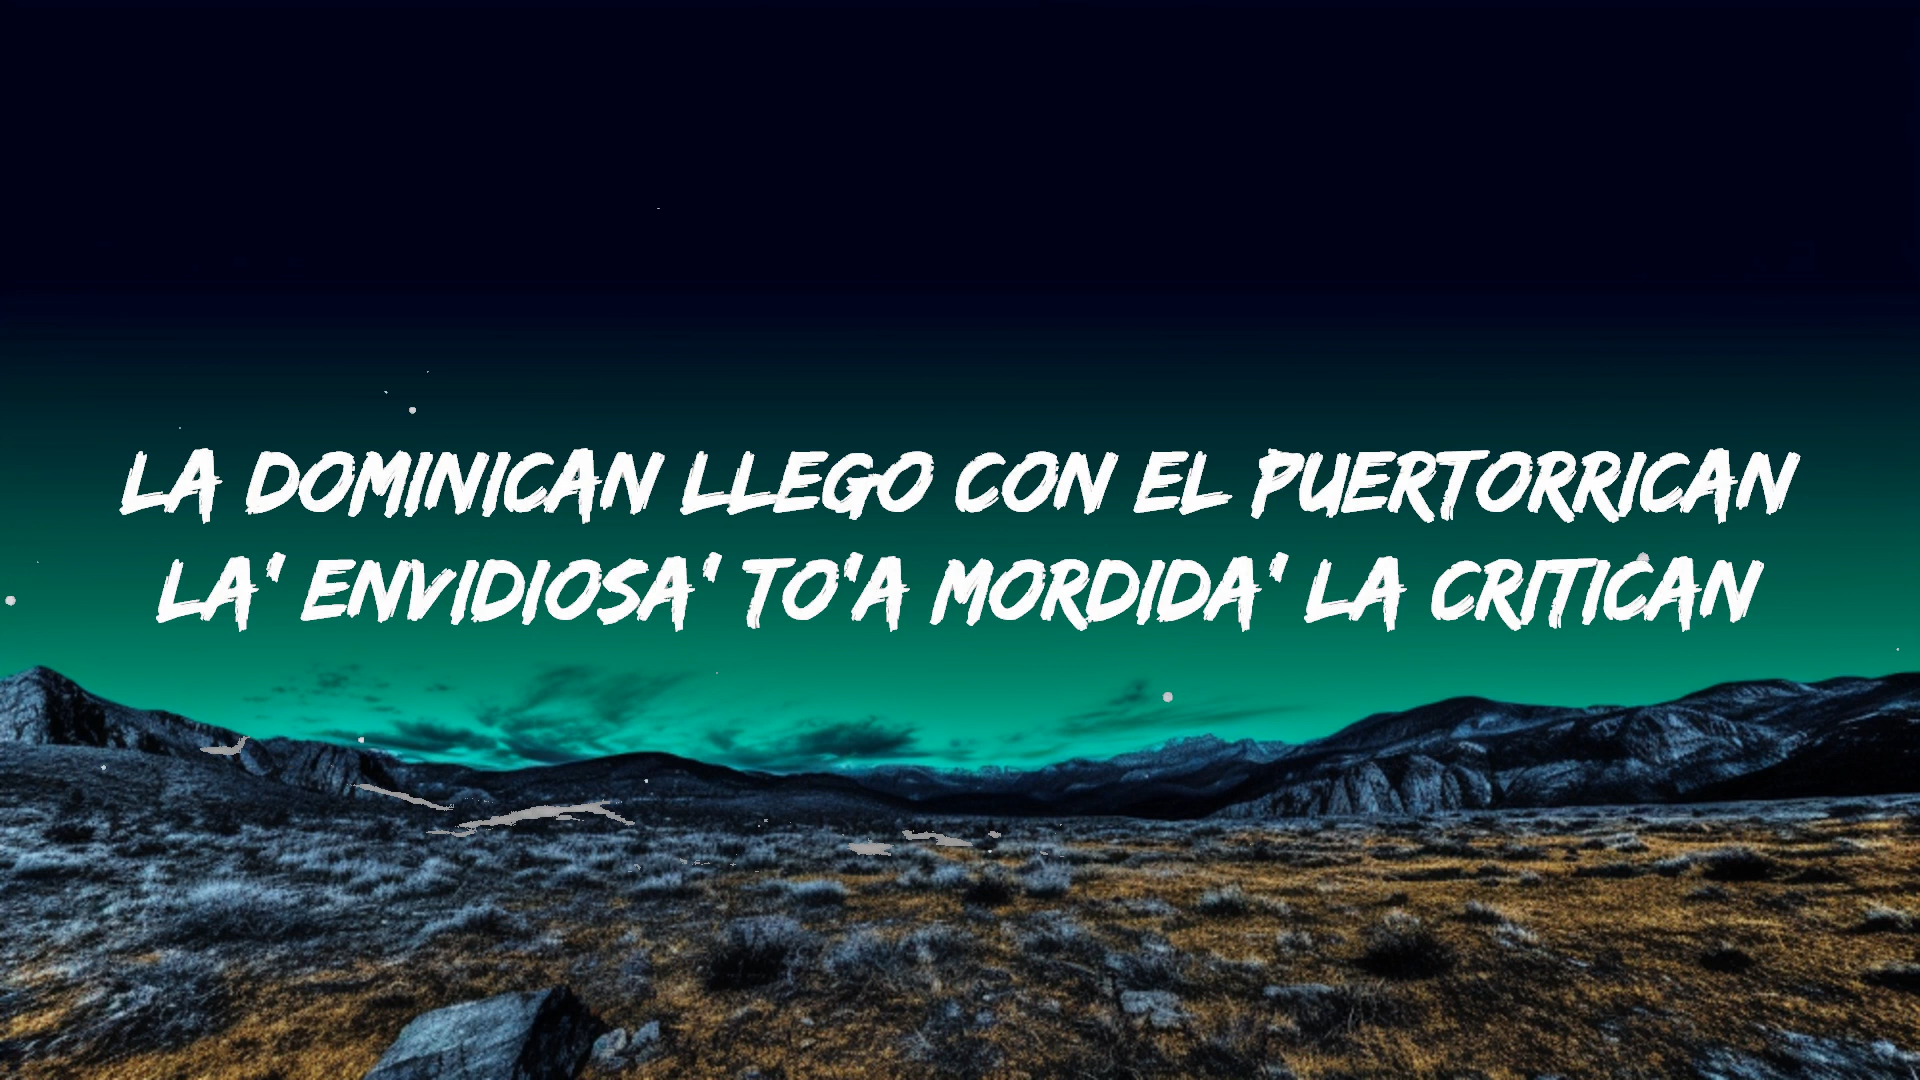 LA DOMINICAN LLEGO CON EL PUERTORRICAN
LA' ENVIDIOSA' TO'A MORDIDA' LA CRITICAN